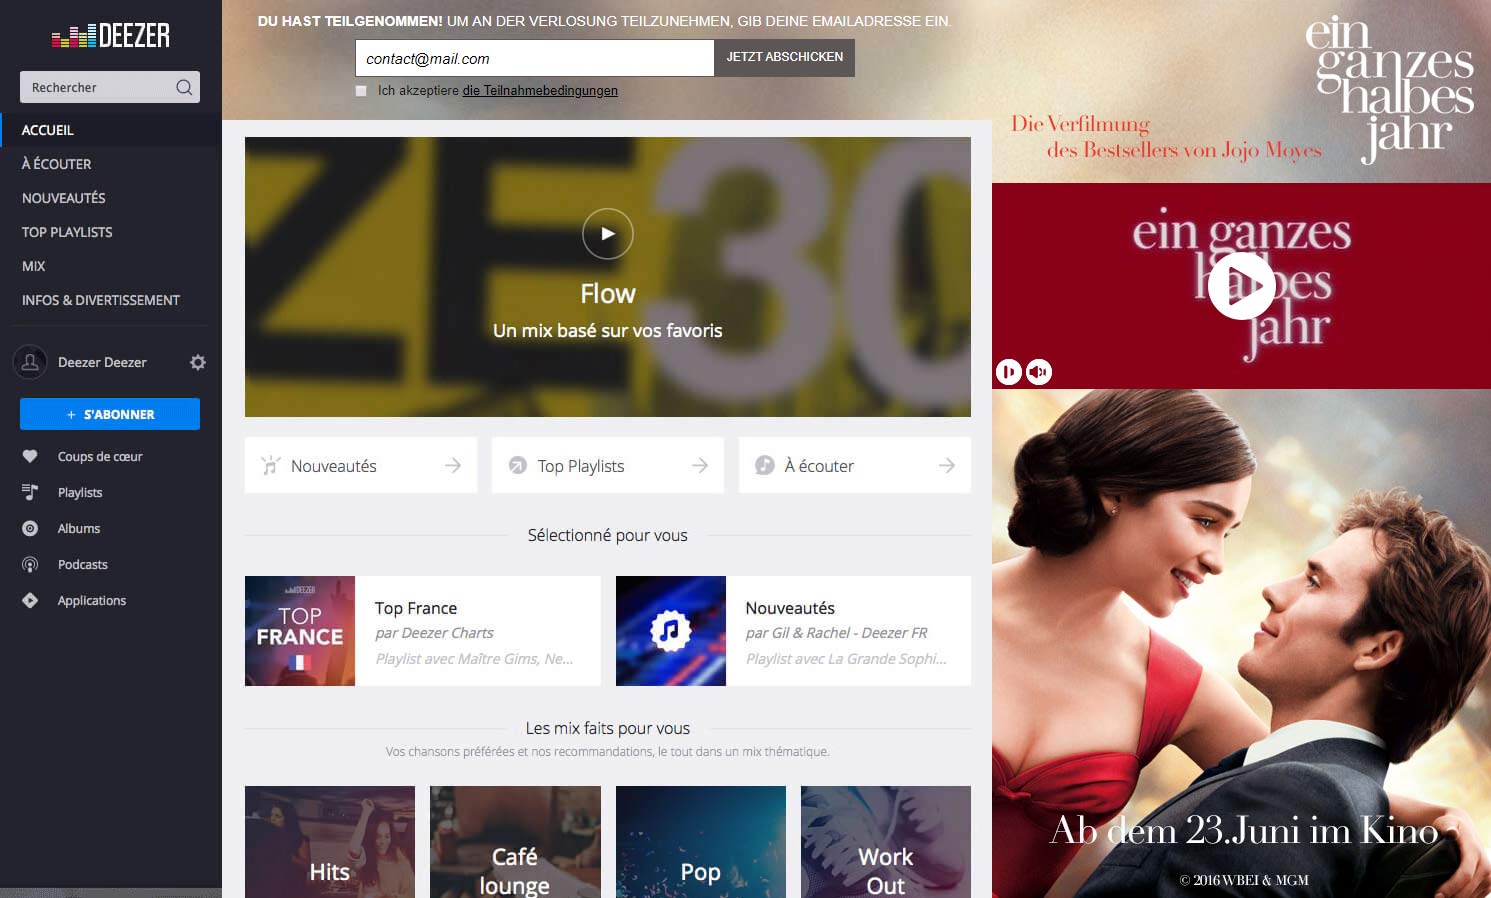 DEEZER
Rechercher
ACCUEIL
À ÉCOUTER
NOUVEAUTÉS
TOP PLAYLISTS
MIX
INFOS & DIVERTISSEMENT
Deezer Deezer
+ S'ABONNER
Coups de cœur
Playlists
Albums
Podcasts
Applications
DU HAST TEILGENOMMEN! UM AN DER VERLOSUNG TEILZUNEHMEN, GIB DEINE EMAILADRESSE EIN.
contact@mail.com
JETZT ABSCHICKEN
Ich akzeptiere die Teilnahmebedingungen
ZE30
Flow
Un mix basé sur vos favoris
Nouveautés
Top Playlists
À écouter
Sélectionné pour vous
DEEZER
TOP
FRANCE
Top France
par Deezer Charts
Playlist avec Maître Gims, Ne...
Nouveautés
par Gil & Rachel - Deezer FR
Playlist avec La Grande Sophi...
Les mix faits pour vous
Vos chansons préférées et nos recommandations, le tout dans un mix thématique.
Hits
Café
lounge
Pop
Work
Out
ein
ganzes
halbes
jahr
Die Verfilmung
des Bestsellers von Jojo Moyes
ein ganzes
halbes
jahr
Ab dem 23.Juni im Kino
© 2016 WBEI & MGM